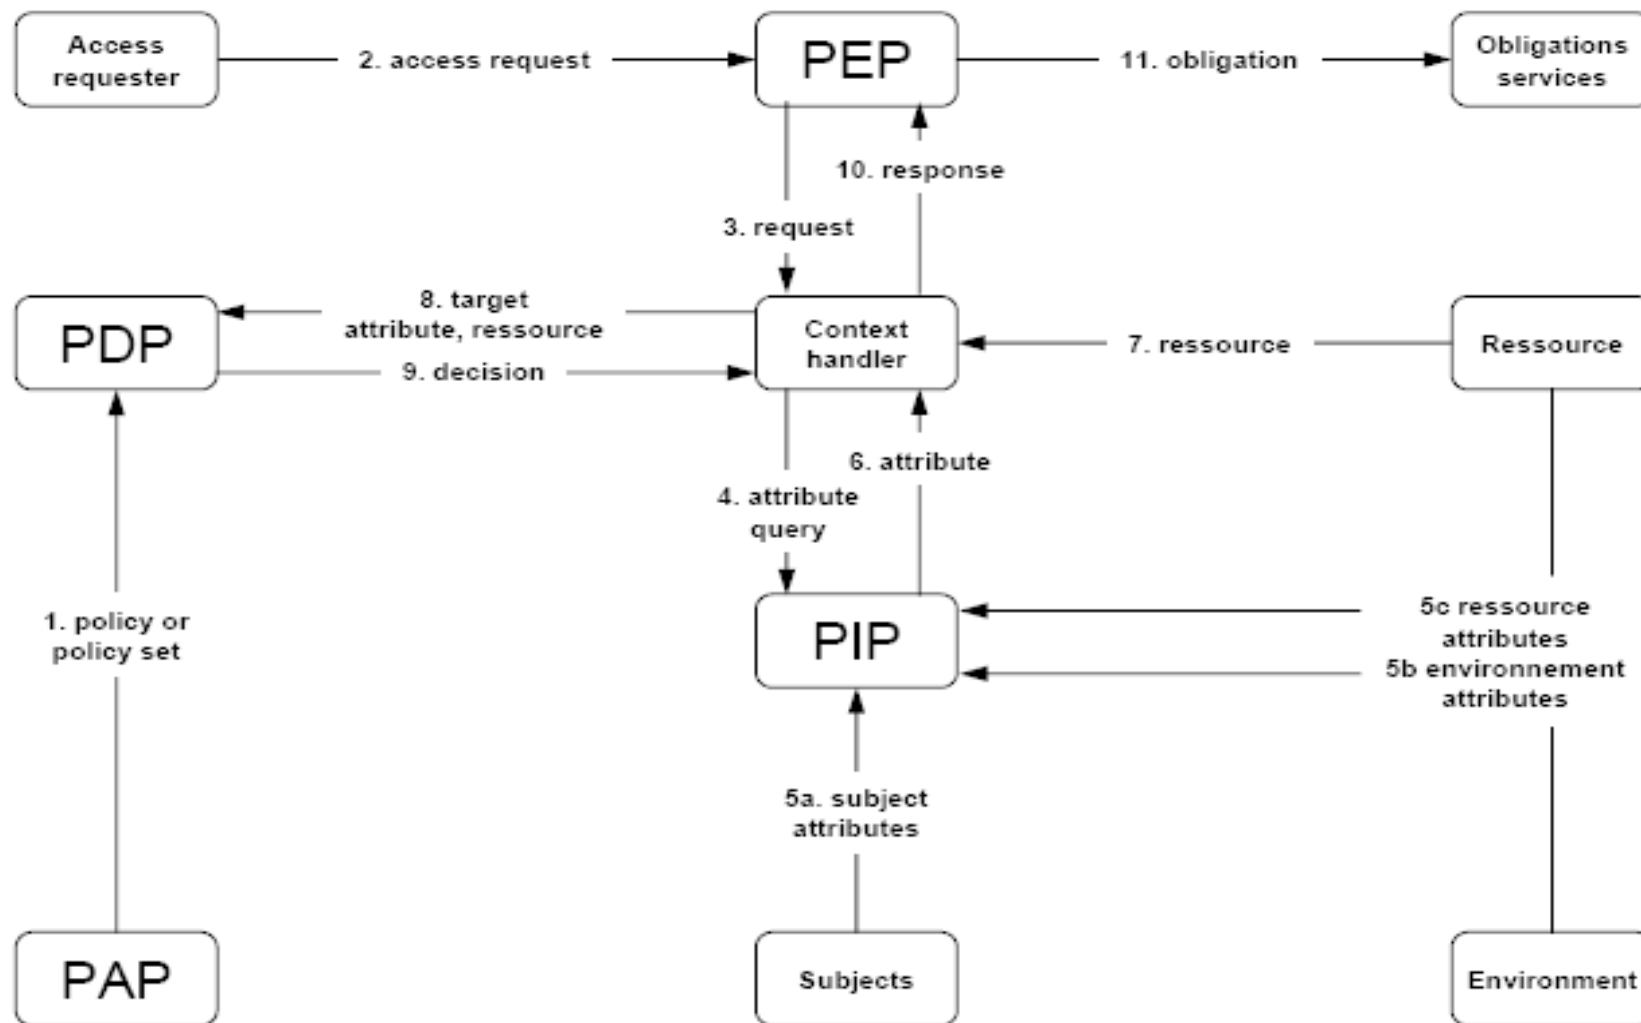 Access
requester
2. access request
PEP
11. obligation
Obligations
services
10. response
3. request
PDP
8. target
attribute, ressource
9. decision
Context
handler
7. ressource
Ressource
6. attribute
4. attribute
query
1. policy or
policy set
PIP
5c ressource
attributes
5b environnement
attributes
5a. subject
attributes
PAP
Subjects
Environment